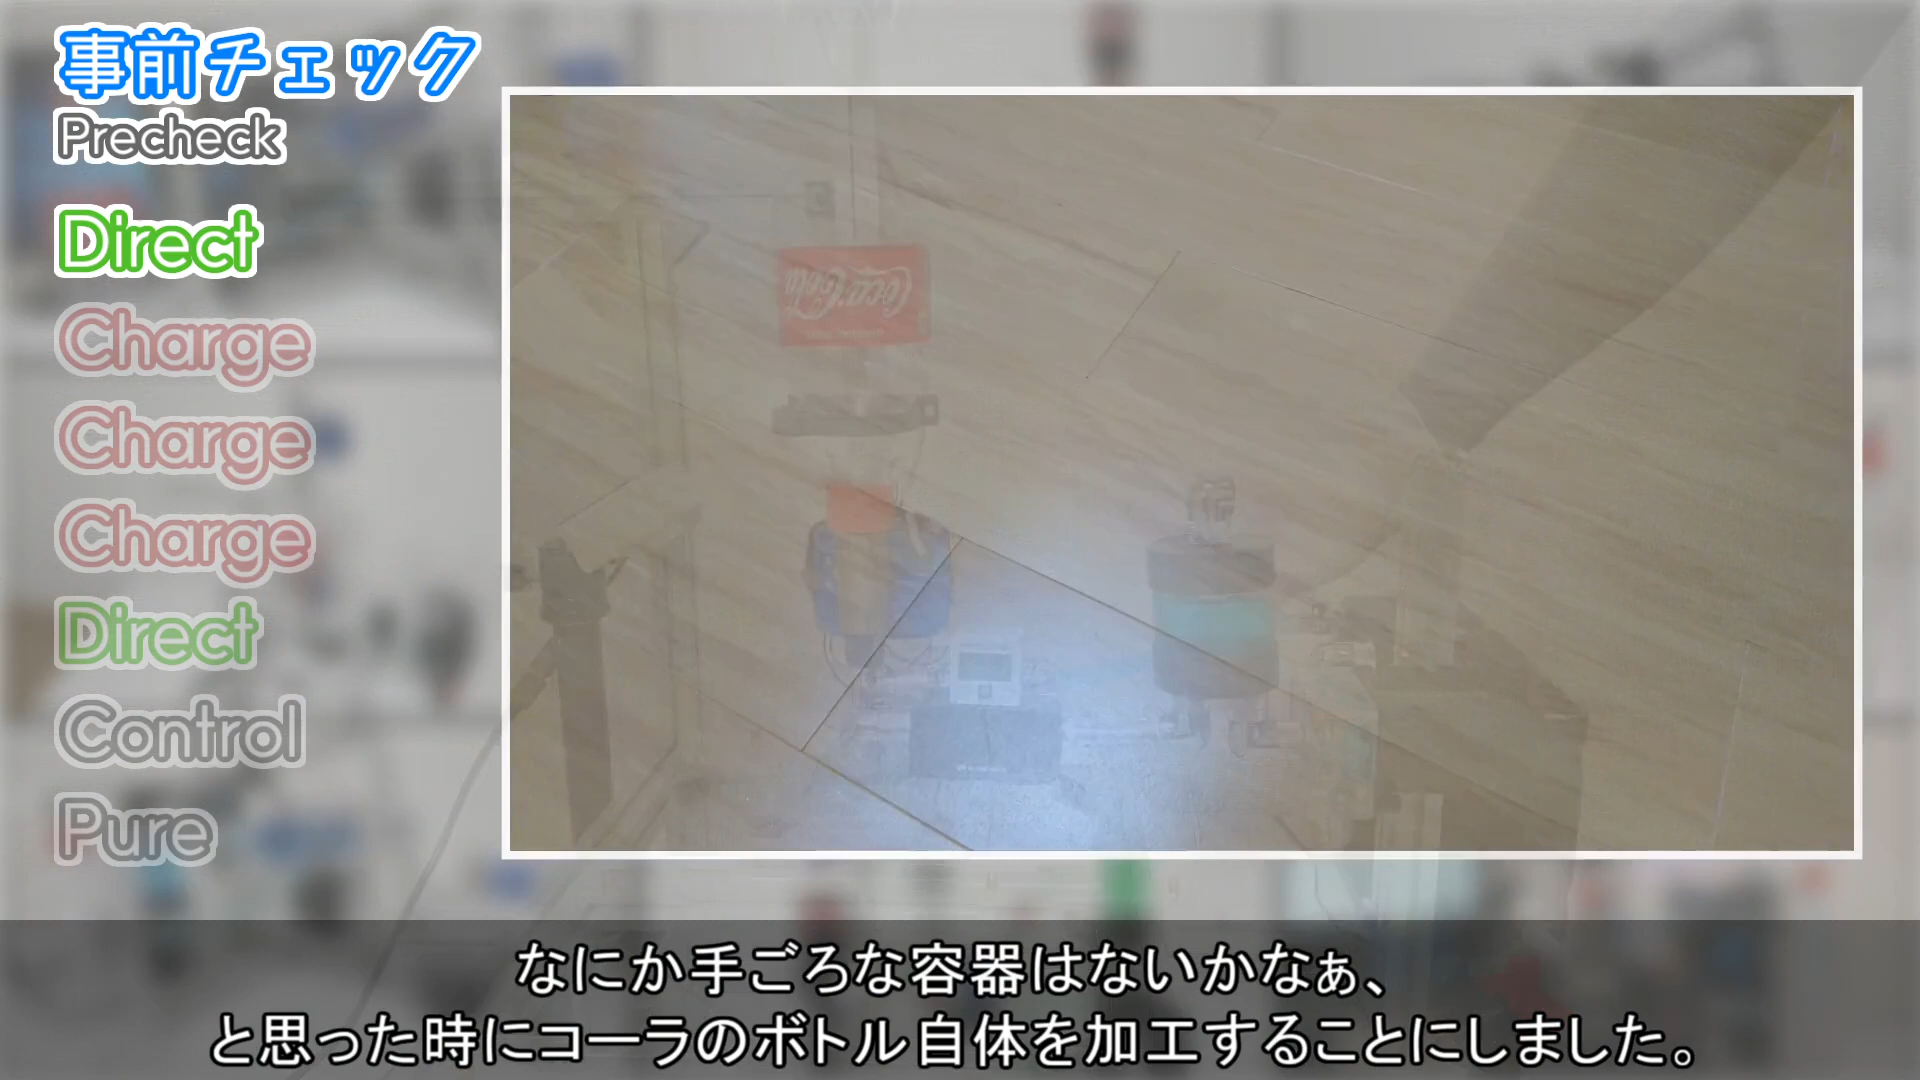 事前チェック
Precheck
Direct
Charge
Charge
Charge
Direct
Control
Pure
Coca-Cola
なにか手ごろな容器はないかなぁ、
と思った時にコーラのボトル自体を加工することにしました。